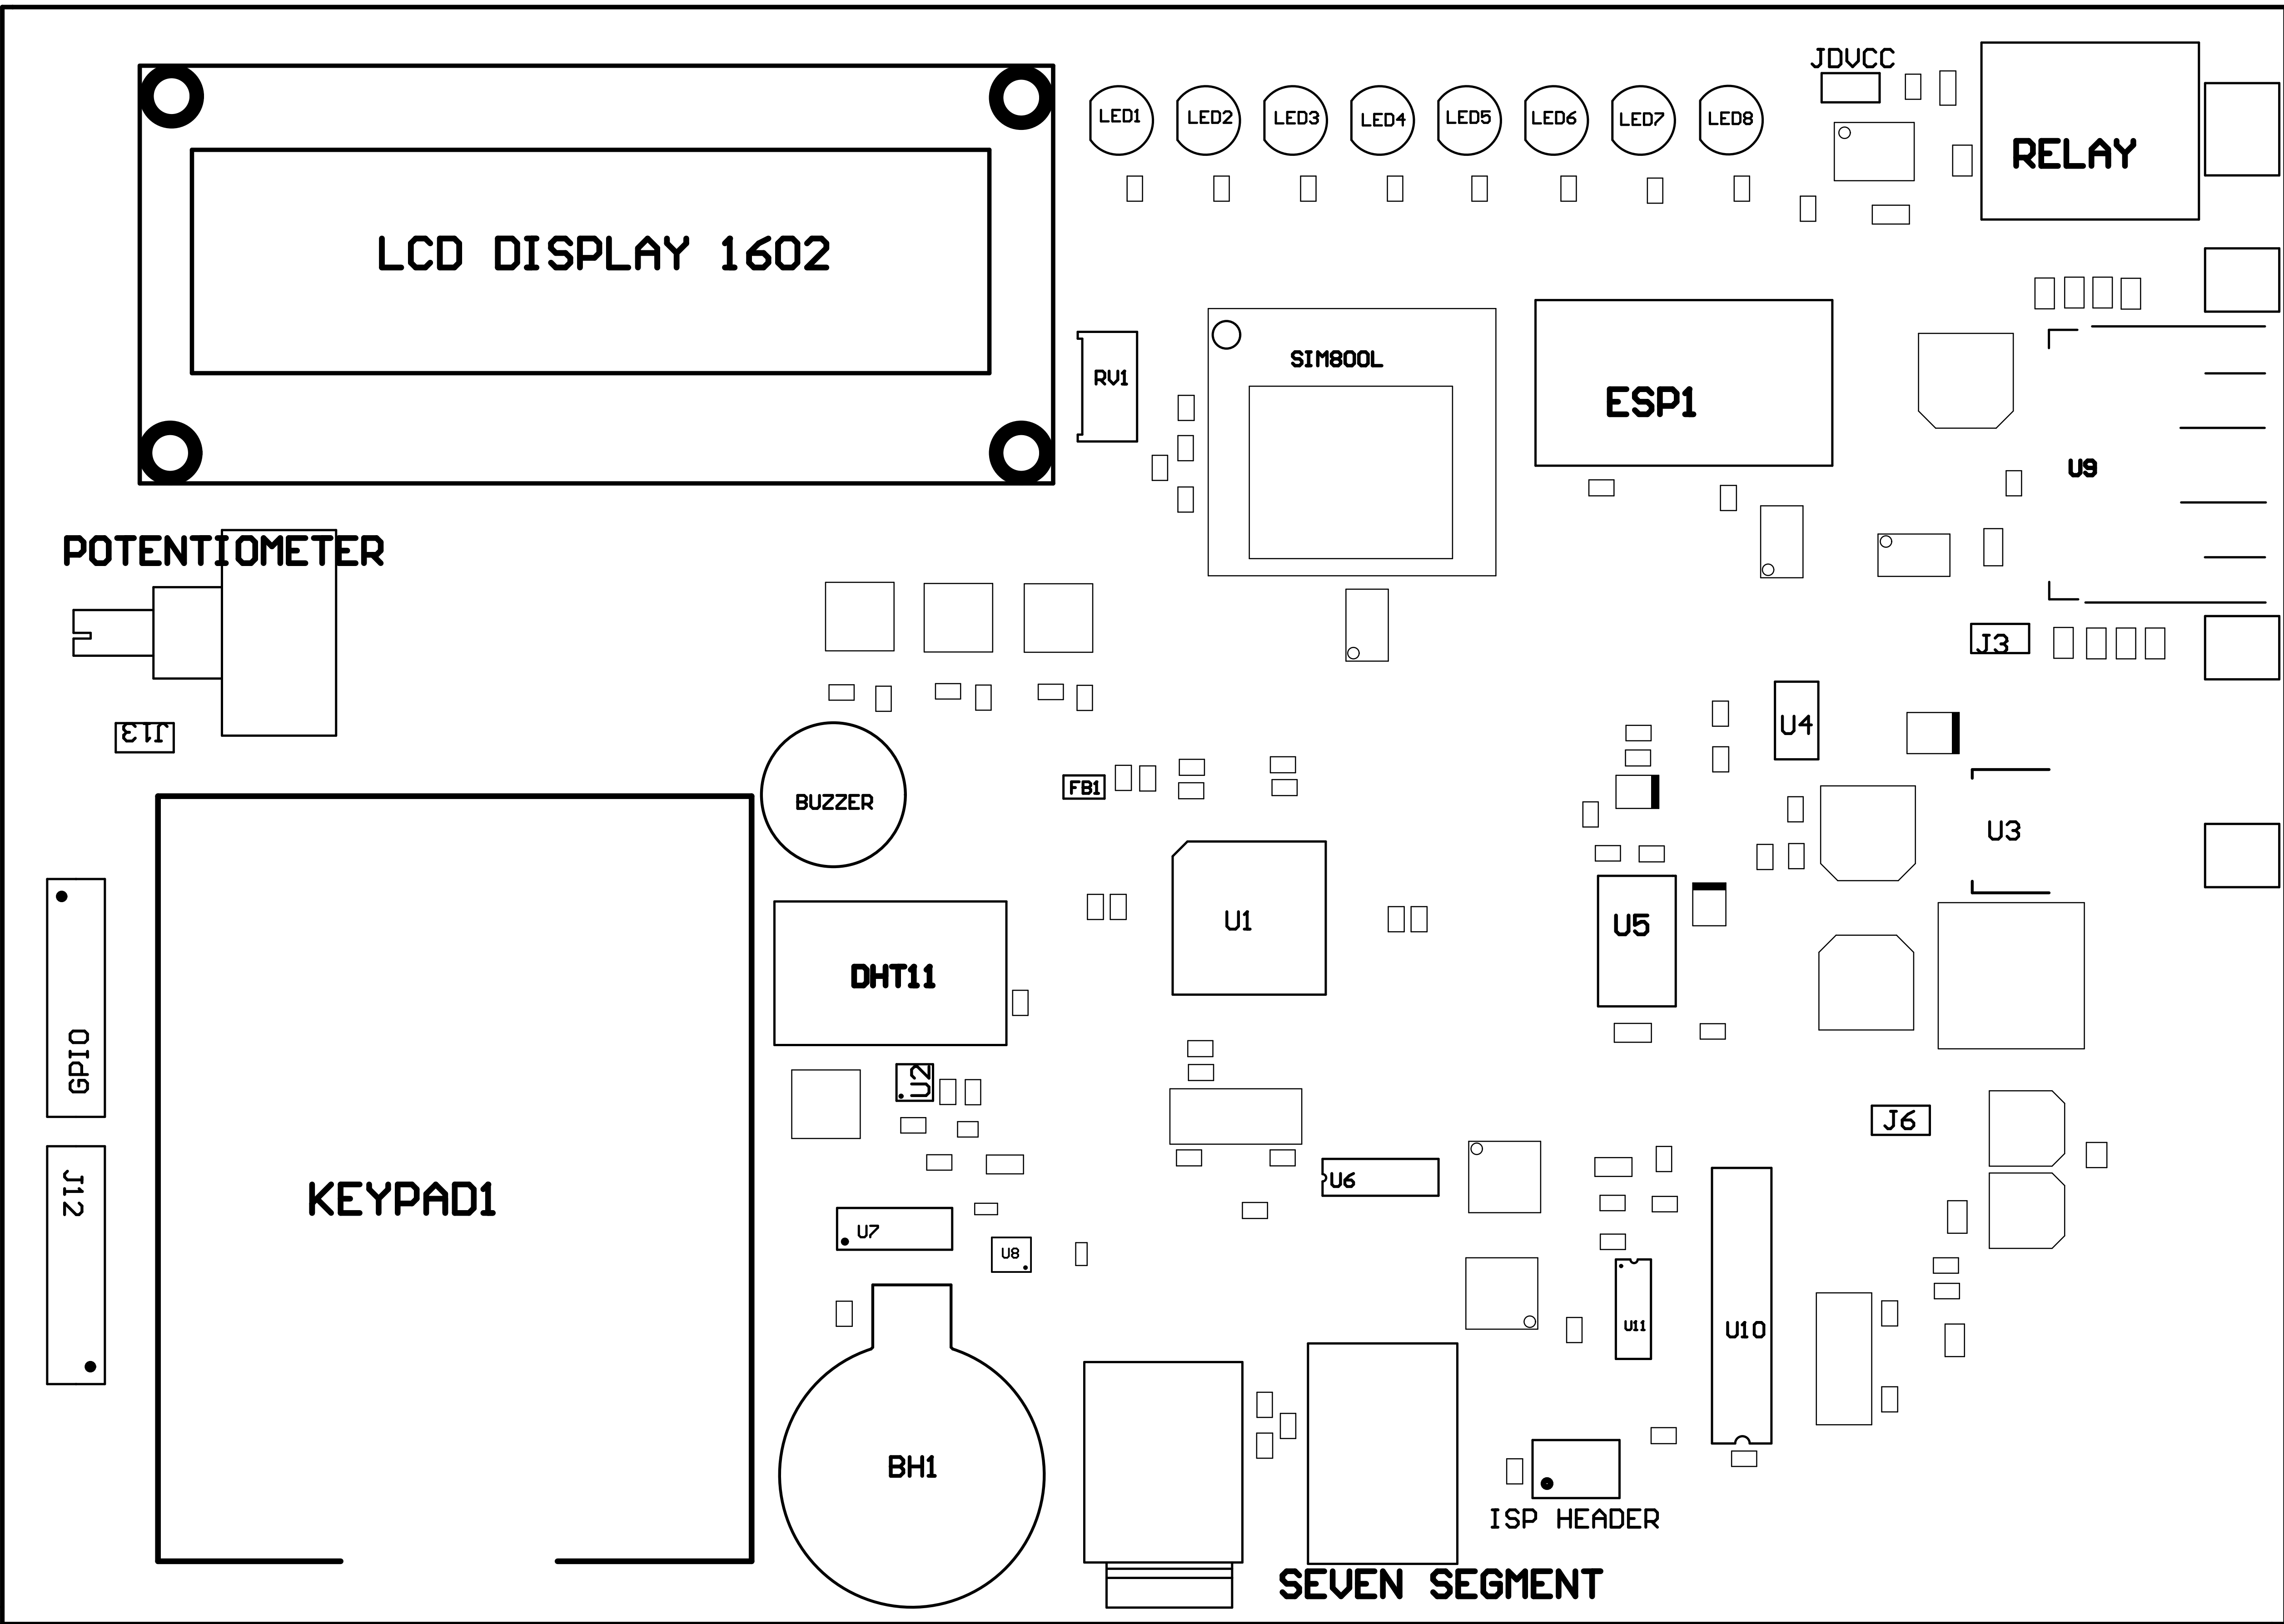 JDVCC
LED1
LED2
LED3
LED4
LED5
LED6
LED7
LED8
RELAY
LCD DISPLAY 1602
SIM800L
RV1
ESP1
U9
POTENTIOMETER
J3
J13
U4
BUZZER
FB1
U3
U1
U5
DHT11
GPIO
U2
J6
J12
KEYPAD1
U6
U7
U8
U11
U10
BH1
ISP HEADER
SEVEN SEGMENT